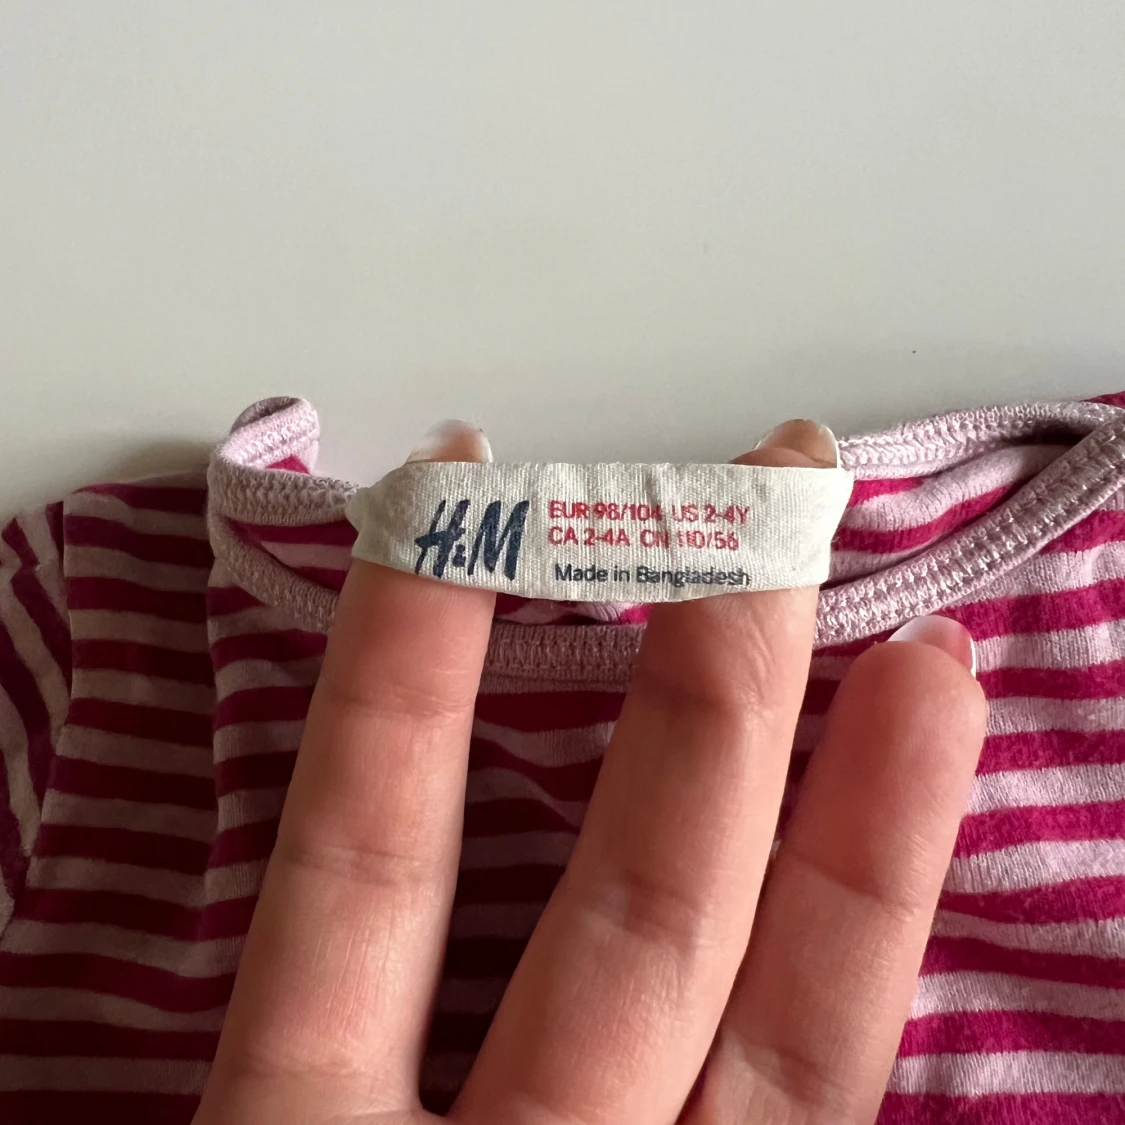 H&M
EUR 98/104 US 2-4Y
CA 2-4A CN 110/56
Made in Bangladesh